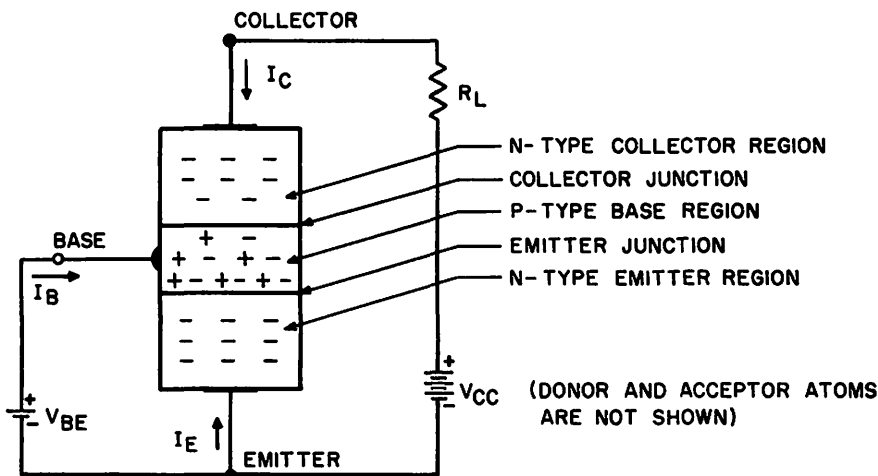 COLLECTOR
I_C
R_L
N-TYPE COLLECTOR REGION
COLLECTOR JUNCTION
P-TYPE BASE REGION
EMITTER JUNCTION
N-TYPE EMITTER REGION
BASE
I_B
+
V_BE
-
I_E
EMITTER
+
V_CC
-
(DONOR AND ACCEPTOR ATOMS
ARE NOT SHOWN)